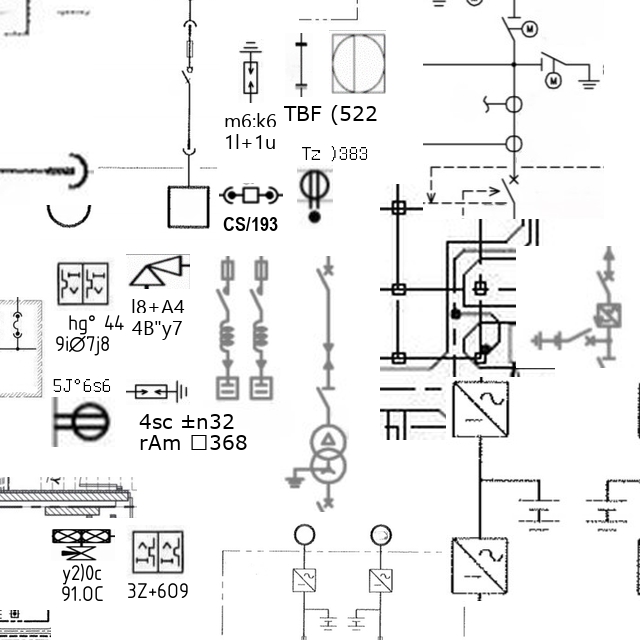 m6:k6
1l+1u
TBF (522
Tz )383
CS/193
hg° 44
9i∅7j8
l8+A4
4B"y7
5J°6s6
4sc ±n32
rAm □368
y2)0c
91.0C
3Z+609
M
M